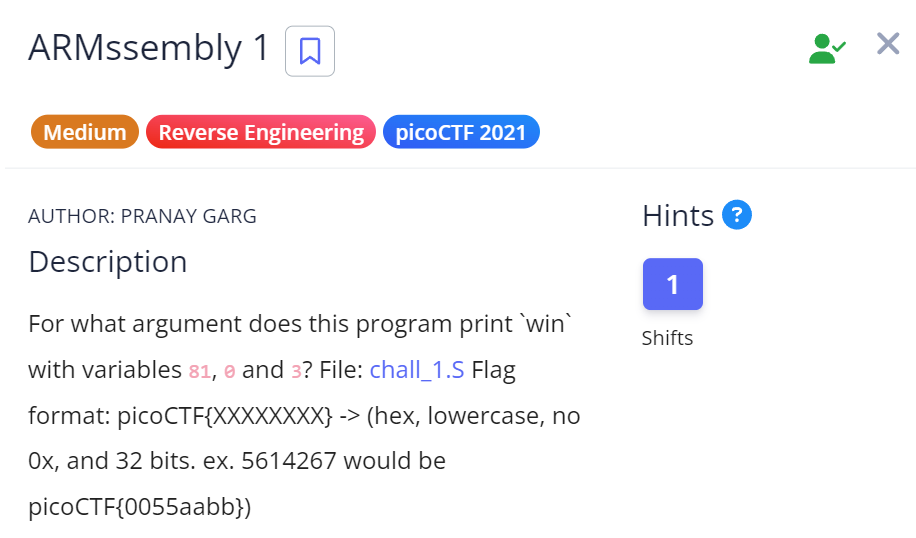 ARMssembly 1
Medium Reverse Engineering picoCTF 2021
AUTHOR: PRANAY GARG
Description
For what argument does this program print `win`
with variables 81, 0 and 3? File: chall_1.S Flag
format: picoCTF{XXXXXXXX} -> (hex, lowercase, no
0x, and 32 bits. ex. 5614267 would be
picoCTF{0055aabb})
Hints ?
1
Shifts